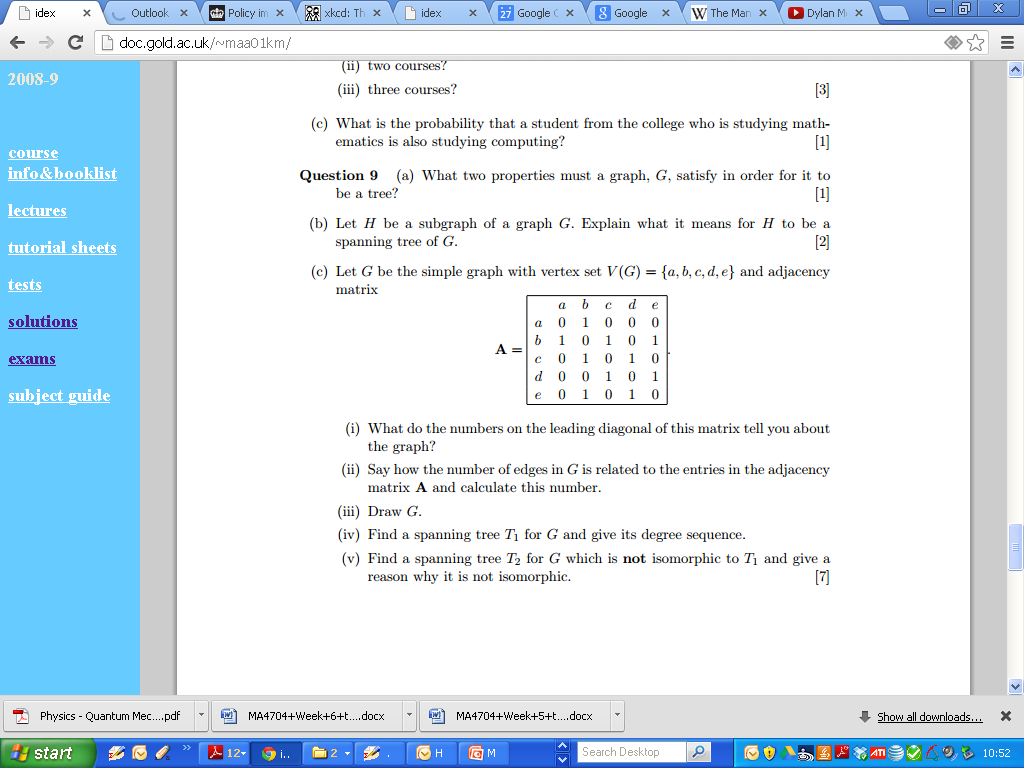 idex
Outlook
Policy im
xkcd: Th
idex
27 Google C
8 Google
W The Man
Dylan M
doc.gold.ac.uk/~maa01km/
2008-9
course
info&booklist
lectures
tutorial sheets
tests
solutions
exams
subject guide
(ii) two courses?
(iii) three courses? [3]
(c) What is the probability that a student from the college who is studying math-
ematics is also studying computing? [1]
Question 9 (a) What two properties must a graph, G, satisfy in order for it to
be a tree? [1]
(b) Let H be a subgraph of a graph G. Explain what it means for H to be a
spanning tree of G. [2]
(c) Let G be the simple graph with vertex set V(G) = {a, b, c, d, e} and adjacency
matrix
a b c d e
a 0 1 0 0 0
b 1 0 1 0 1
A = c 0 1 0 1 0 .
d 0 0 1 0 1
e 0 1 0 1 0
(i) What do the numbers on the leading diagonal of this matrix tell you about
the graph?
(ii) Say how the number of edges in G is related to the entries in the adjacency
matrix A and calculate this number.
(iii) Draw G.
(iv) Find a spanning tree T₁ for G and give its degree sequence.
(v) Find a spanning tree T₂ for G which is not isomorphic to T₁ and give a
reason why it is not isomorphic. [7]
Physics - Quantum Mec....pdf
MA4704+Week+6+t....docx
MA4704+Week+5+t....docx
Show all downloads...
start
12
i..
2
.
H
M
Search Desktop
10:52